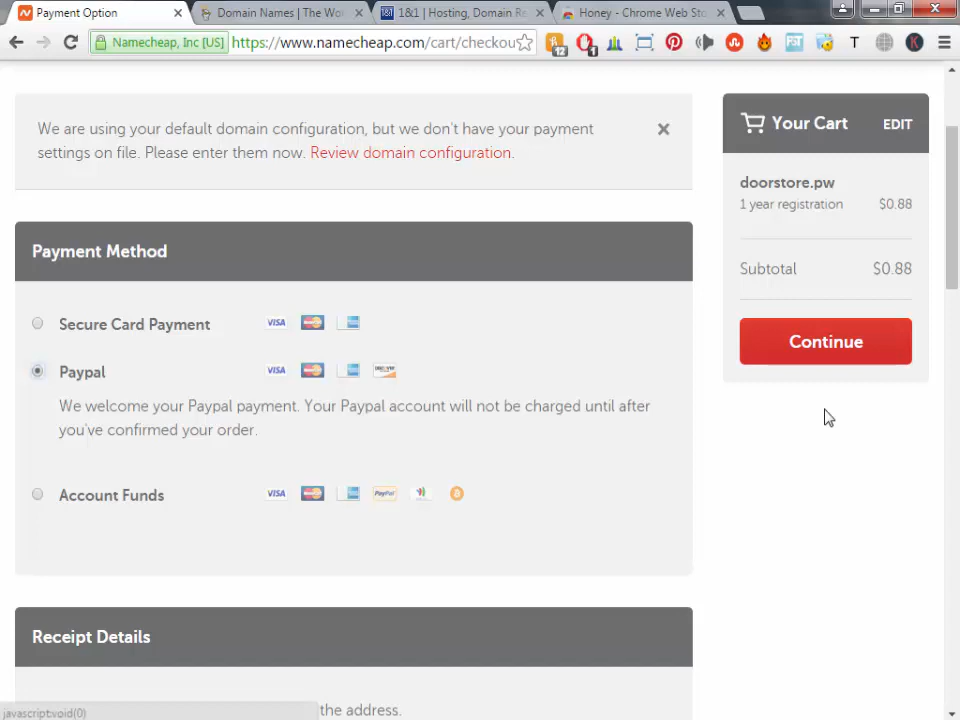 Payment Option
Domain Names | The Wo
1&1 | Hosting, Domain Re
Honey - Chrome Web Sto
Namecheap, Inc [US]
https://www.namecheap.com/cart/checkou
We are using your default domain configuration, but we don't have your payment
settings on file. Please enter them now. Review domain configuration.
Your Cart
EDIT
doorstore.pw
1 year registration $0.88
Subtotal $0.88
Continue
Payment Method
Secure Card Payment
VISA
Paypal
VISA
We welcome your Paypal payment. Your Paypal account will not be charged until after
you've confirmed your order.
Account Funds
VISA
PayPal
Receipt Details
the address.
javascript:void(0)